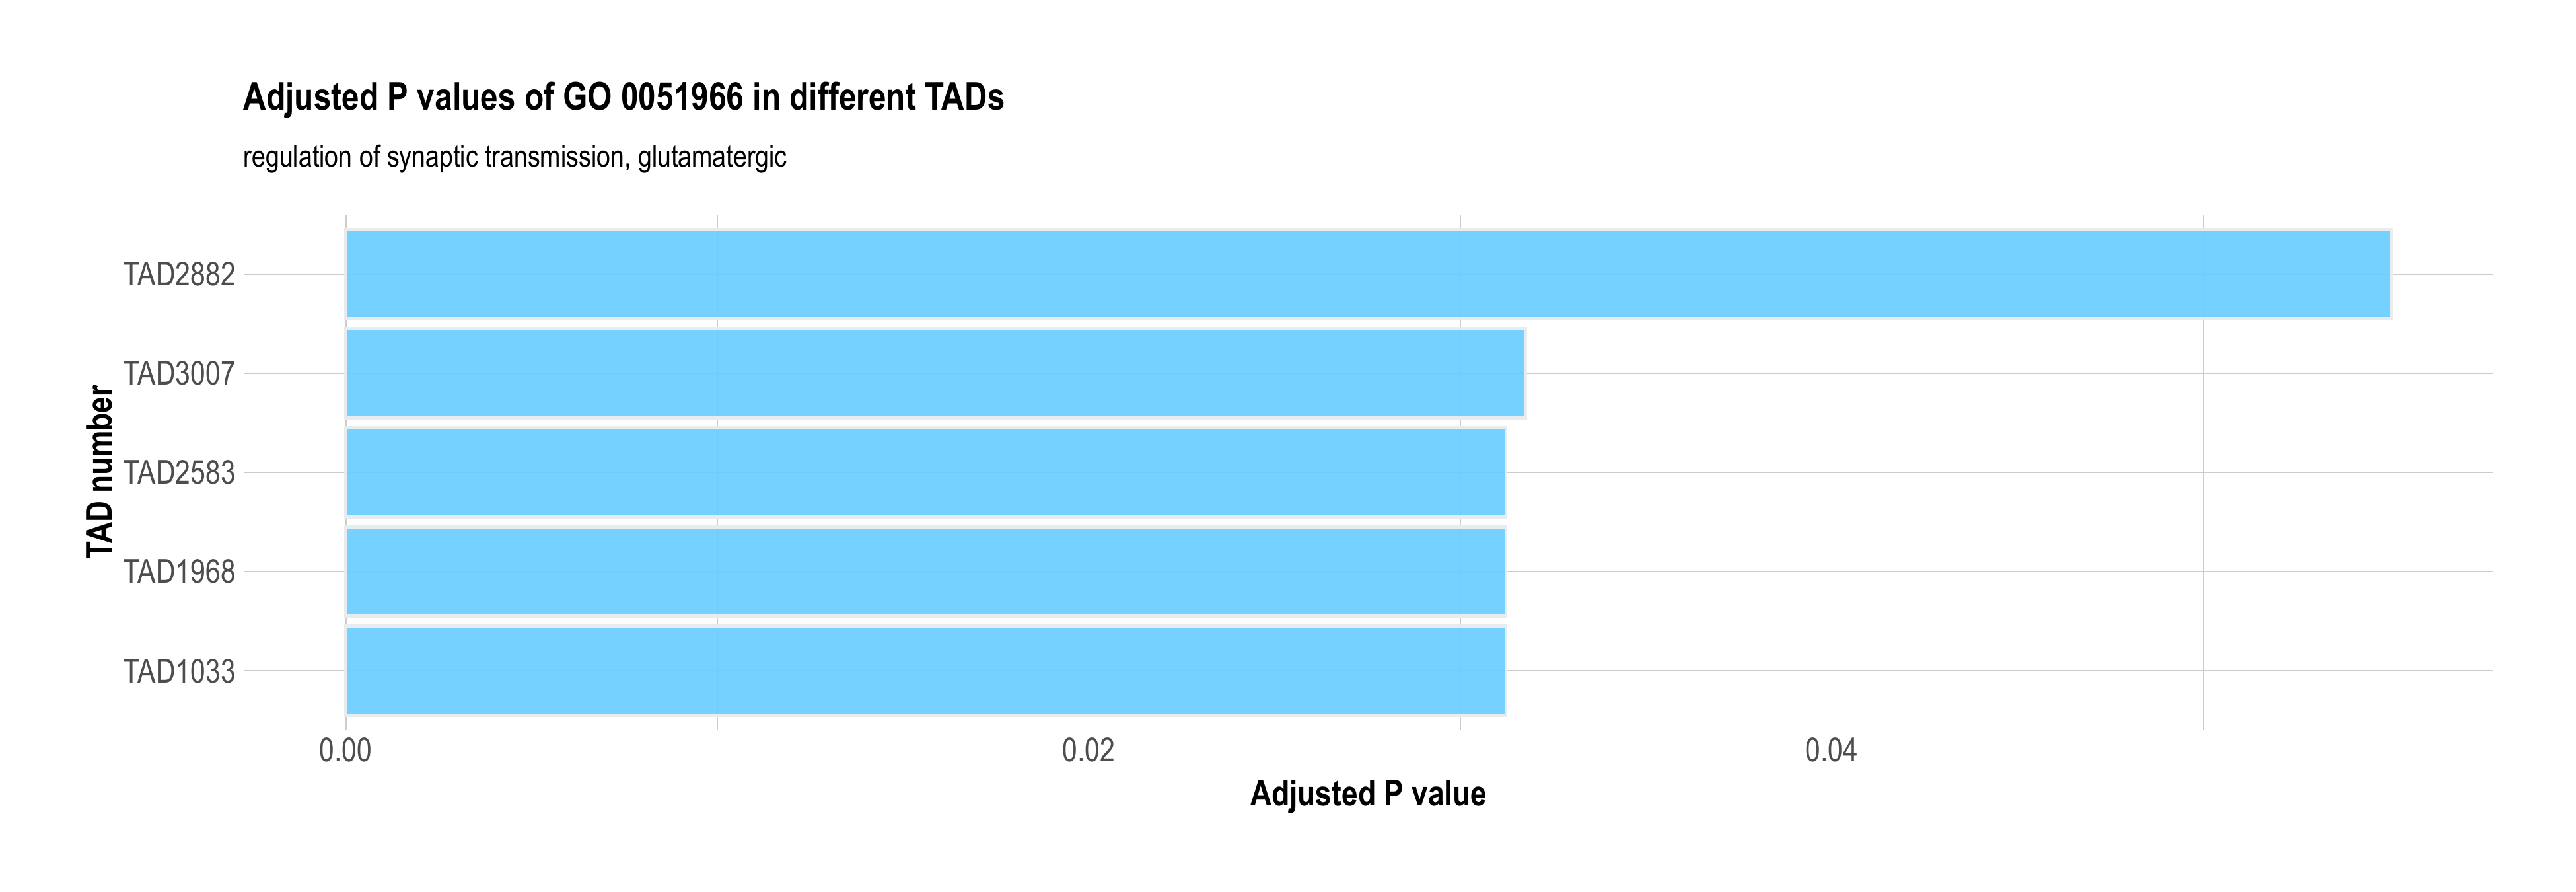 Adjusted P values of GO 0051966 in different TADs
regulation of synaptic transmission, glutamatergic
TAD number
TAD2882
TAD3007
TAD2583
TAD1968
TAD1033
0.00 0.02 0.04
Adjusted P value